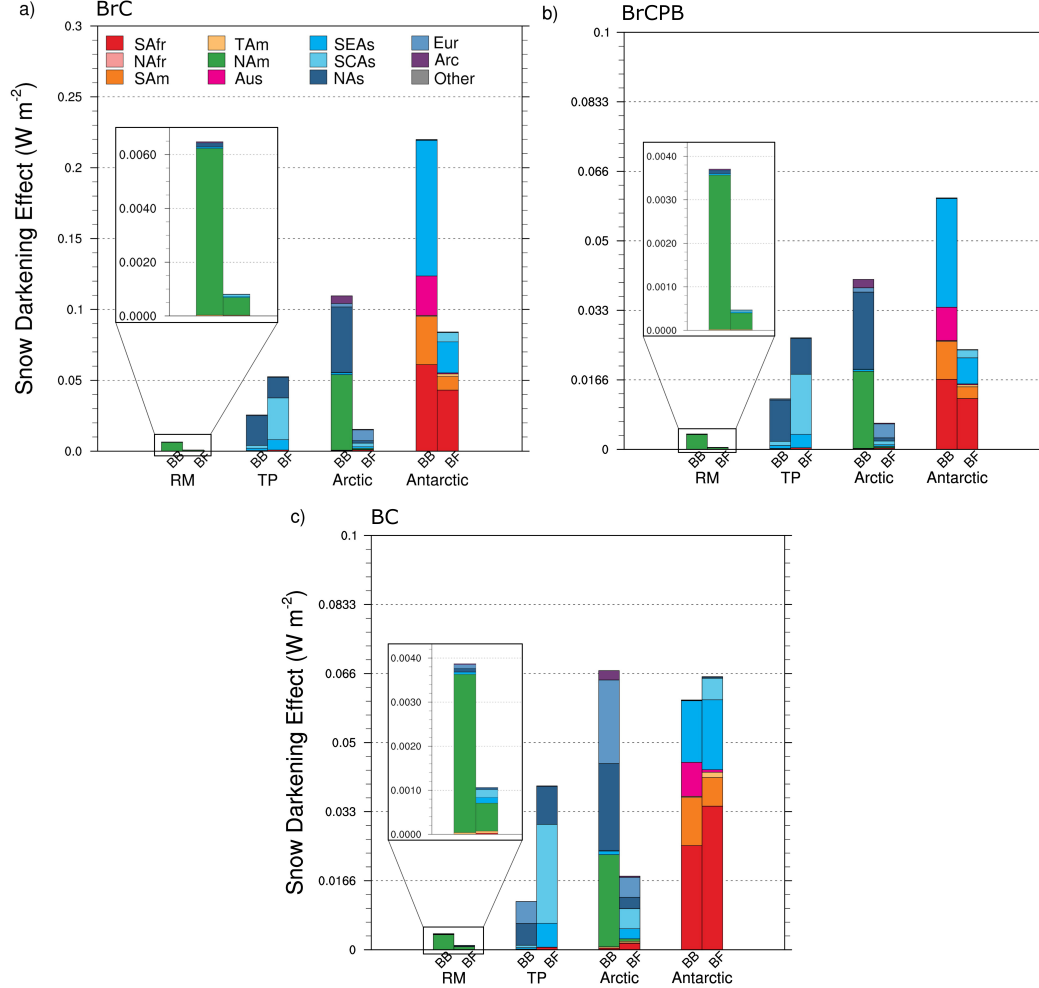 a)
BrC
Snow Darkening Effect (W m-2)
0.3
0.25
0.2
0.15
0.1
0.05
0.0
SAfr
NAfr
SAm
TAm
NAm
Aus
SEAs
SCAs
NAs
Eur
Arc
Other
0.0060
0.0040
0.0020
0.0000
BB BF BB BF BB BF BB BF
RM TP Arctic Antarctic
b)
BrCPB
0.1
0.0833
0.066
0.05
0.033
0.0166
0
0.0040
0.0030
0.0020
0.0010
0.0000
BB BF BB BF BB BF BB BF
RM TP Arctic Antarctic
c)
BC
Snow Darkening Effect (W m-2)
0.1
0.0833
0.066
0.05
0.033
0.0166
0
0.0040
0.0030
0.0020
0.0010
0.0000
BB BF BB BF BB BF BB BF
RM TP Arctic Antarctic